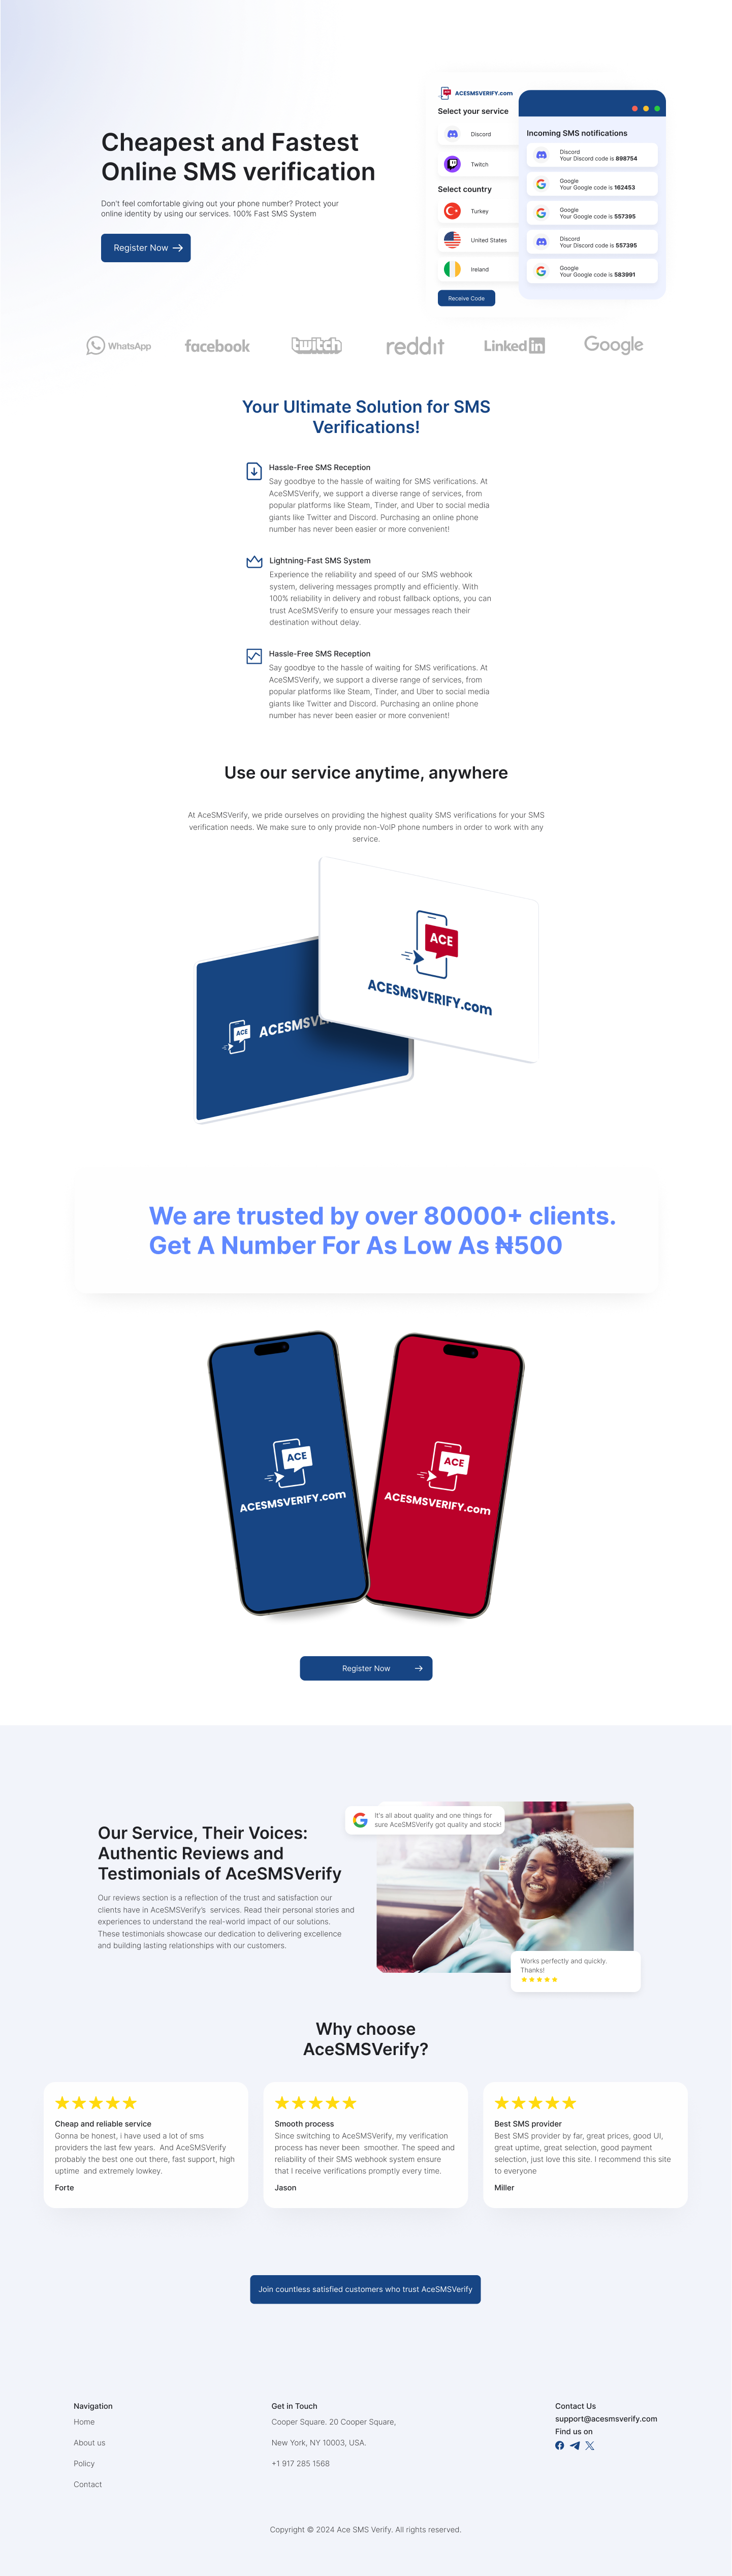 Cheapest and Fastest
Online SMS verification
Don't feel comfortable giving out your phone number? Protect your
online identity by using our services. 100% Fast SMS System
Register Now
ACESMSVERIFY.com
Select your service
Discord
Twitch
Select country
Turkey
United States
Ireland
Receive Code
Incoming SMS notifications
Discord
Your Discord code is 898754
Google
Your Google code is 162453
Google
Your Google code is 557395
Discord
Your Discord code is 557395
Google
Your Google code is 583991
WhatsApp
facebook
twitch
reddit
Linked in
Google
Your Ultimate Solution for SMS
Verifications!
Hassle-Free SMS Reception
Say goodbye to the hassle of waiting for SMS verifications. At
AceSMSVerify, we support a diverse range of services, from
popular platforms like Steam, Tinder, and Uber to social media
giants like Twitter and Discord. Purchasing an online phone
number has never been easier or more convenient!
Lightning-Fast SMS System
Experience the reliability and speed of our SMS webhook
system, delivering messages promptly and efficiently. With
100% reliability in delivery and robust fallback options, you can
trust AceSMSVerify to ensure your messages reach their
destination without delay.
Hassle-Free SMS Reception
Say goodbye to the hassle of waiting for SMS verifications. At
AceSMSVerify, we support a diverse range of services, from
popular platforms like Steam, Tinder, and Uber to social media
giants like Twitter and Discord. Purchasing an online phone
number has never been easier or more convenient!
Use our service anytime, anywhere
At AceSMSVerify, we pride ourselves on providing the highest quality SMS verifications for your SMS
verification needs. We make sure to only provide non-VoIP phone numbers in order to work with any
service.
ACE
ACESMSVERIFY.com
ACE
ACESMSVE
We are trusted by over 80000+ clients.
Get A Number For As Low As ₦500
ACE
ACESMSVERIFY.com
ACE
ACESMSVERIFY.com
Register Now
Our Service, Their Voices:
Authentic Reviews and
Testimonials of AceSMSVerify
Our reviews section is a reflection of the trust and satisfaction our
clients have in AceSMSVerify's services. Read their personal stories and
experiences to understand the real-world impact of our solutions.
These testimonials showcase our dedication to delivering excellence
and building lasting relationships with our customers.
It's all about quality and one things for
sure AceSMSVerify got quality and stock!
Works perfectly and quickly.
Thanks!
Why choose
AceSMSVerify?
Cheap and reliable service
Gonna be honest, i have used a lot of sms
providers the last few years. And AceSMSVerify
probably the best one out there, fast support, high
uptime and extremely lowkey.
Forte
Smooth process
Since switching to AceSMSVerify, my verification
process has never been smoother. The speed and
reliability of their SMS webhook system ensure
that I receive verifications promptly every time.
Jason
Best SMS provider
Best SMS provider by far, great prices, good UI,
great uptime, great selection, good payment
selection, just love this site. I recommend this site
to everyone
Miller
Join countless satisfied customers who trust AceSMSVerify
Navigation
Home
About us
Policy
Contact
Get in Touch
Cooper Square. 20 Cooper Square,
New York, NY 10003, USA.
+1 917 285 1568
Contact Us
support@acesmsverify.com
Find us on
Copyright © 2024 Ace SMS Verify. All rights reserved.